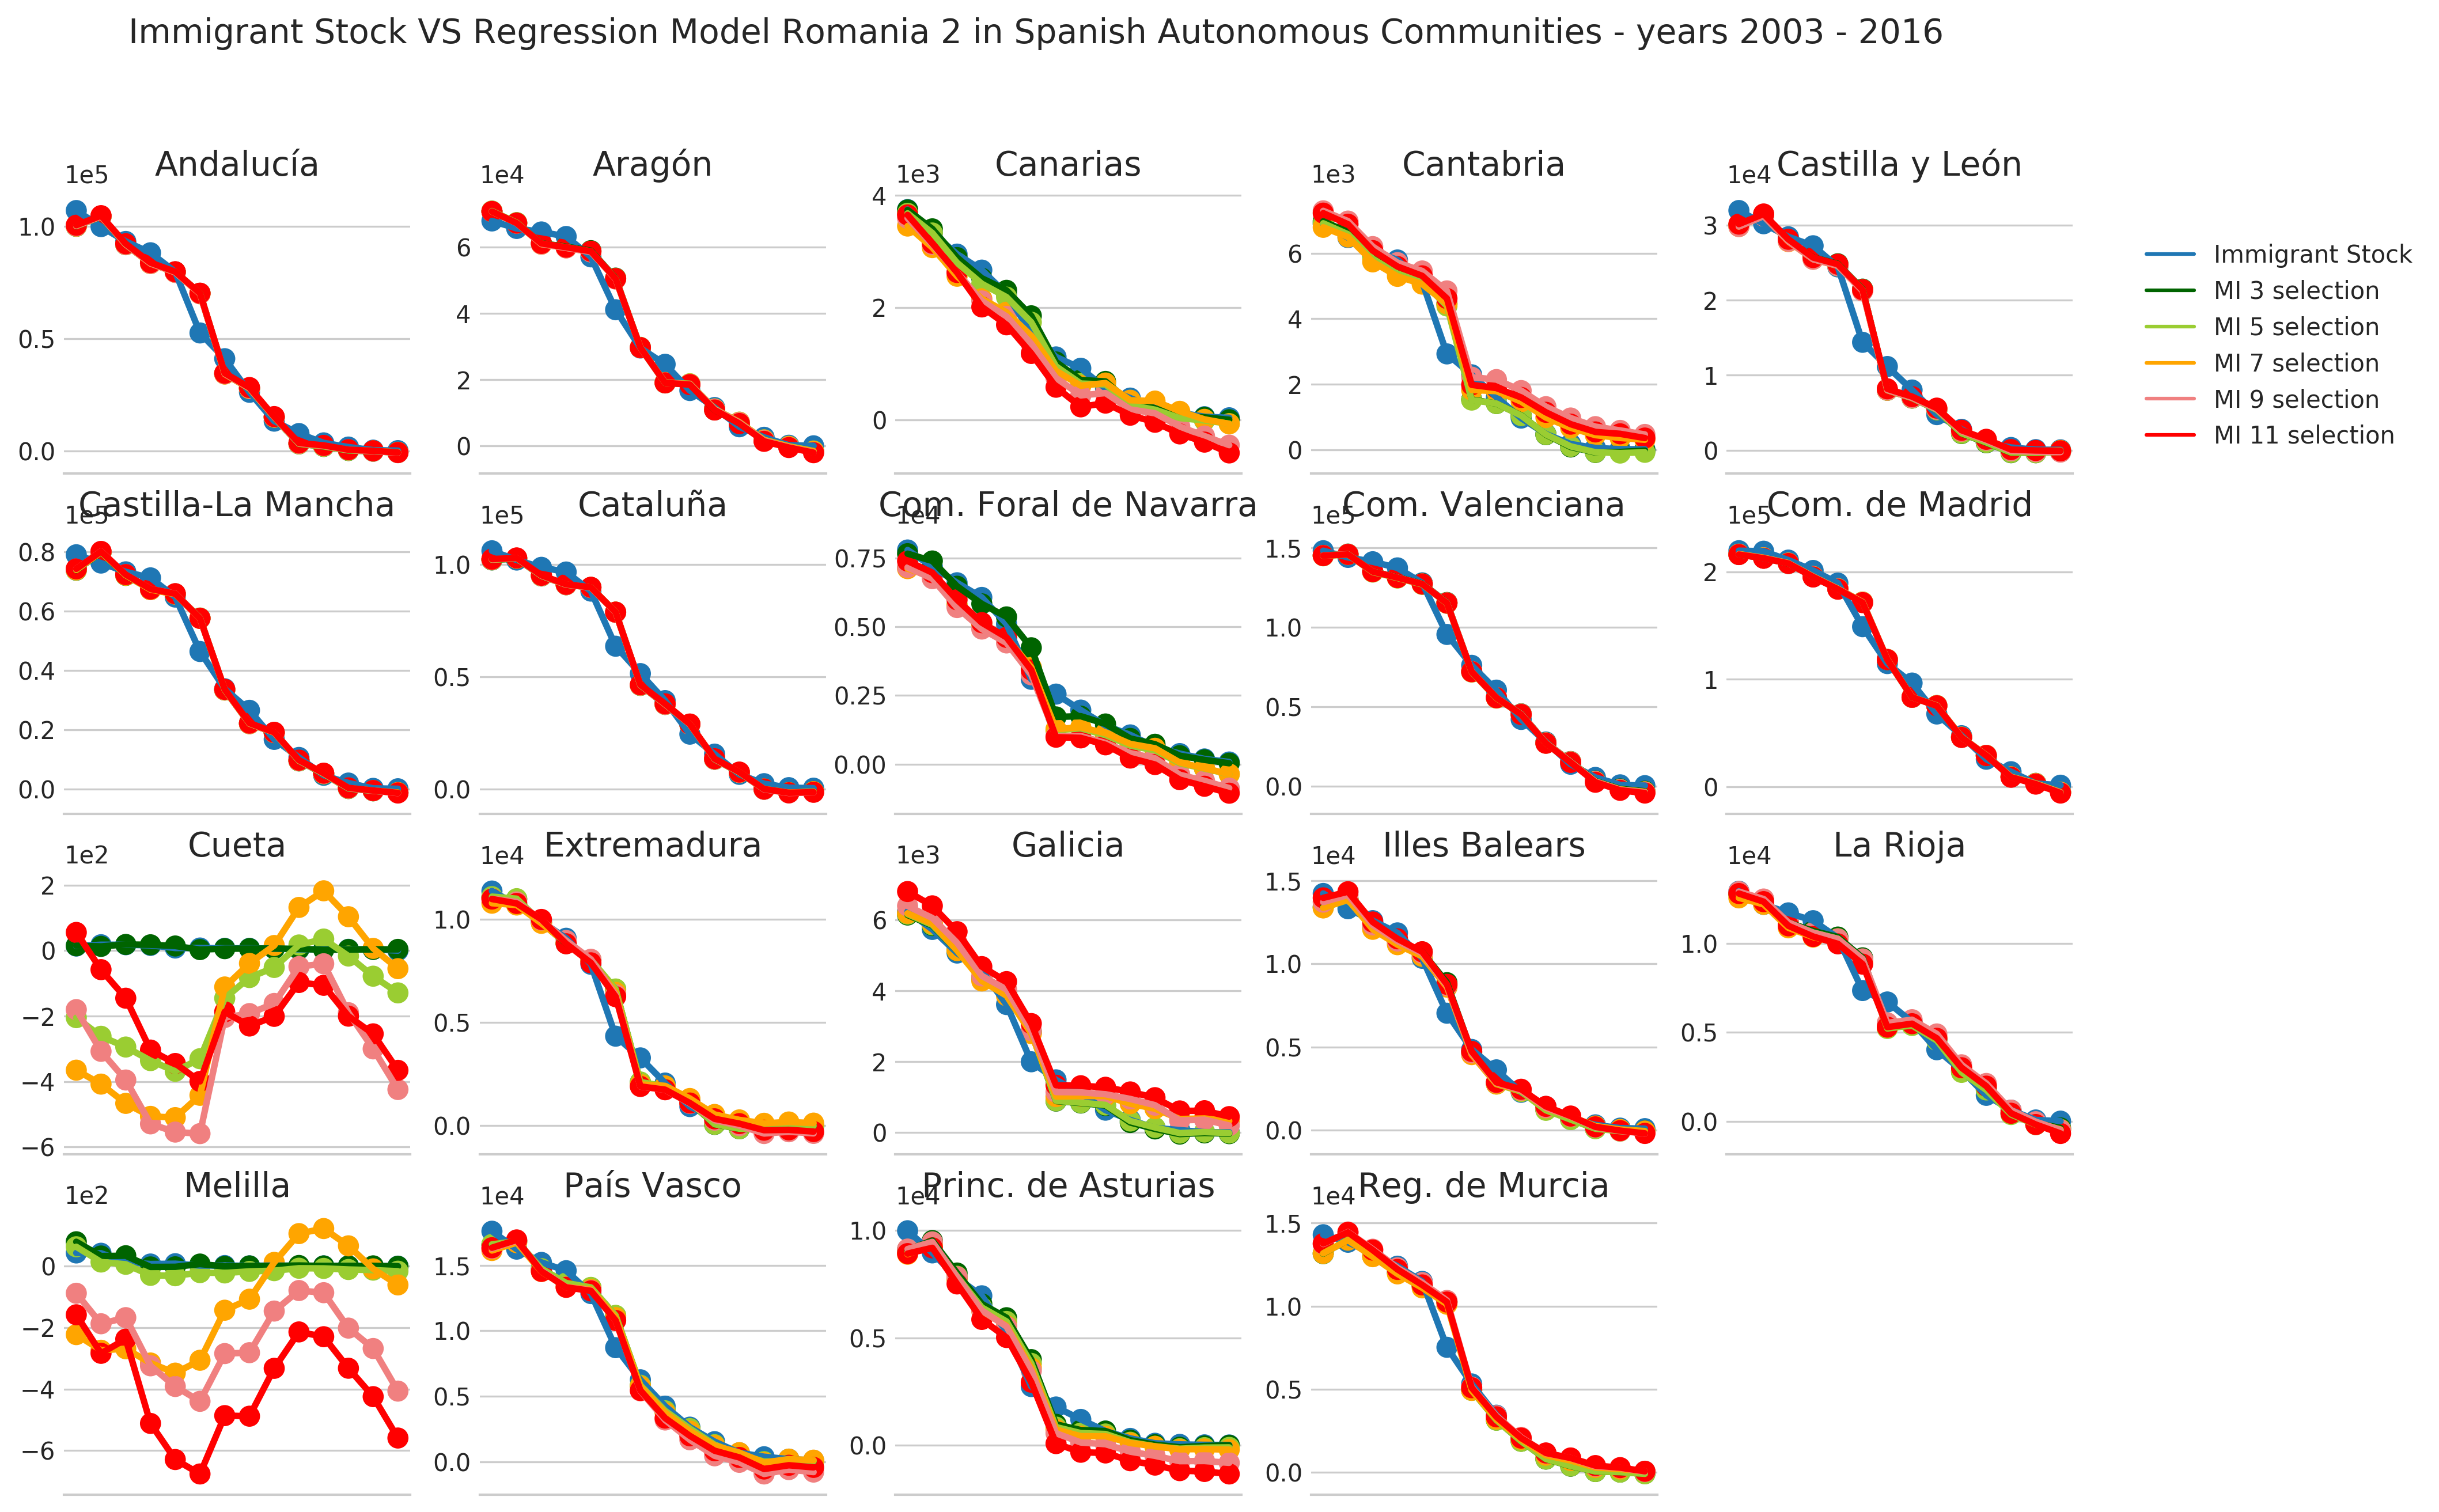 Immigrant Stock VS Regression Model Romania 2 in Spanish Autonomous Communities - years 2003 - 2016
Andalucía
1e5
1.0
0.5
0.0
Aragón
1e4
6
4
2
0
Canarias
1e3
4
2
0
Cantabria
1e3
6
4
2
0
Castilla y León
1e4
3
2
1
0
Immigrant Stock
MI 3 selection
MI 5 selection
MI 7 selection
MI 9 selection
MI 11 selection
Castilla-La Mancha
1e5
0.8
0.6
0.4
0.2
0.0
Cataluña
1e5
1.0
0.5
0.0
Com. Foral de Navarra
1e4
0.75
0.50
0.25
0.00
Com. Valenciana
1e5
1.5
1.0
0.5
0.0
Com. de Madrid
1e5
2
1
0
Cueta
1e2
2
0
−2
−4
−6
Extremadura
1e4
1.0
0.5
0.0
Galicia
1e3
6
4
2
0
Illes Balears
1e4
1.5
1.0
0.5
0.0
La Rioja
1e4
1.0
0.5
0.0
Melilla
1e2
0
−2
−4
−6
País Vasco
1e4
1.5
1.0
0.5
0.0
Princ. de Asturias
1e4
1.0
0.5
0.0
Reg. de Murcia
1e4
1.5
1.0
0.5
0.0